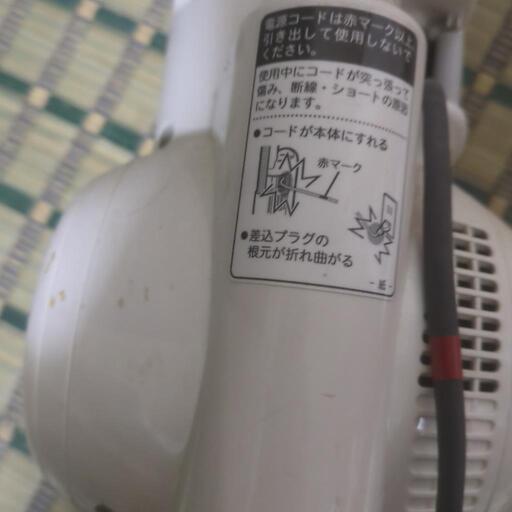 電源コードは赤マーク以上
引き出して使用しないで
ください。
使用中にコードが突っ張って
傷み、断線・ショートの原因
になります。
●コードが本体にすれる
赤マーク
●差込プラグの
根元が折れ曲がる